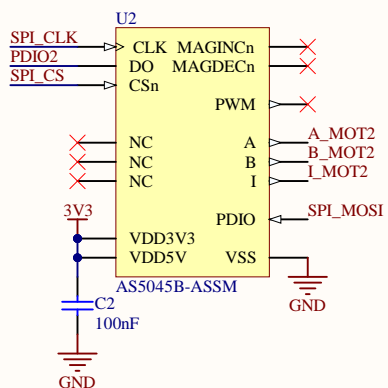 U2
SPI_CLK
CLK
MAGINCn
PDIO2
DO
MAGDECn
SPI_CS
CSn
PWM
NC
A
A_MOT2
NC
B
B_MOT2
NC
I
I_MOT2
3V3
PDIO
SPI_MOSI
VDD3V3
VDD5V
VSS
AS5045B-ASSM
C2
100nF
GND
GND